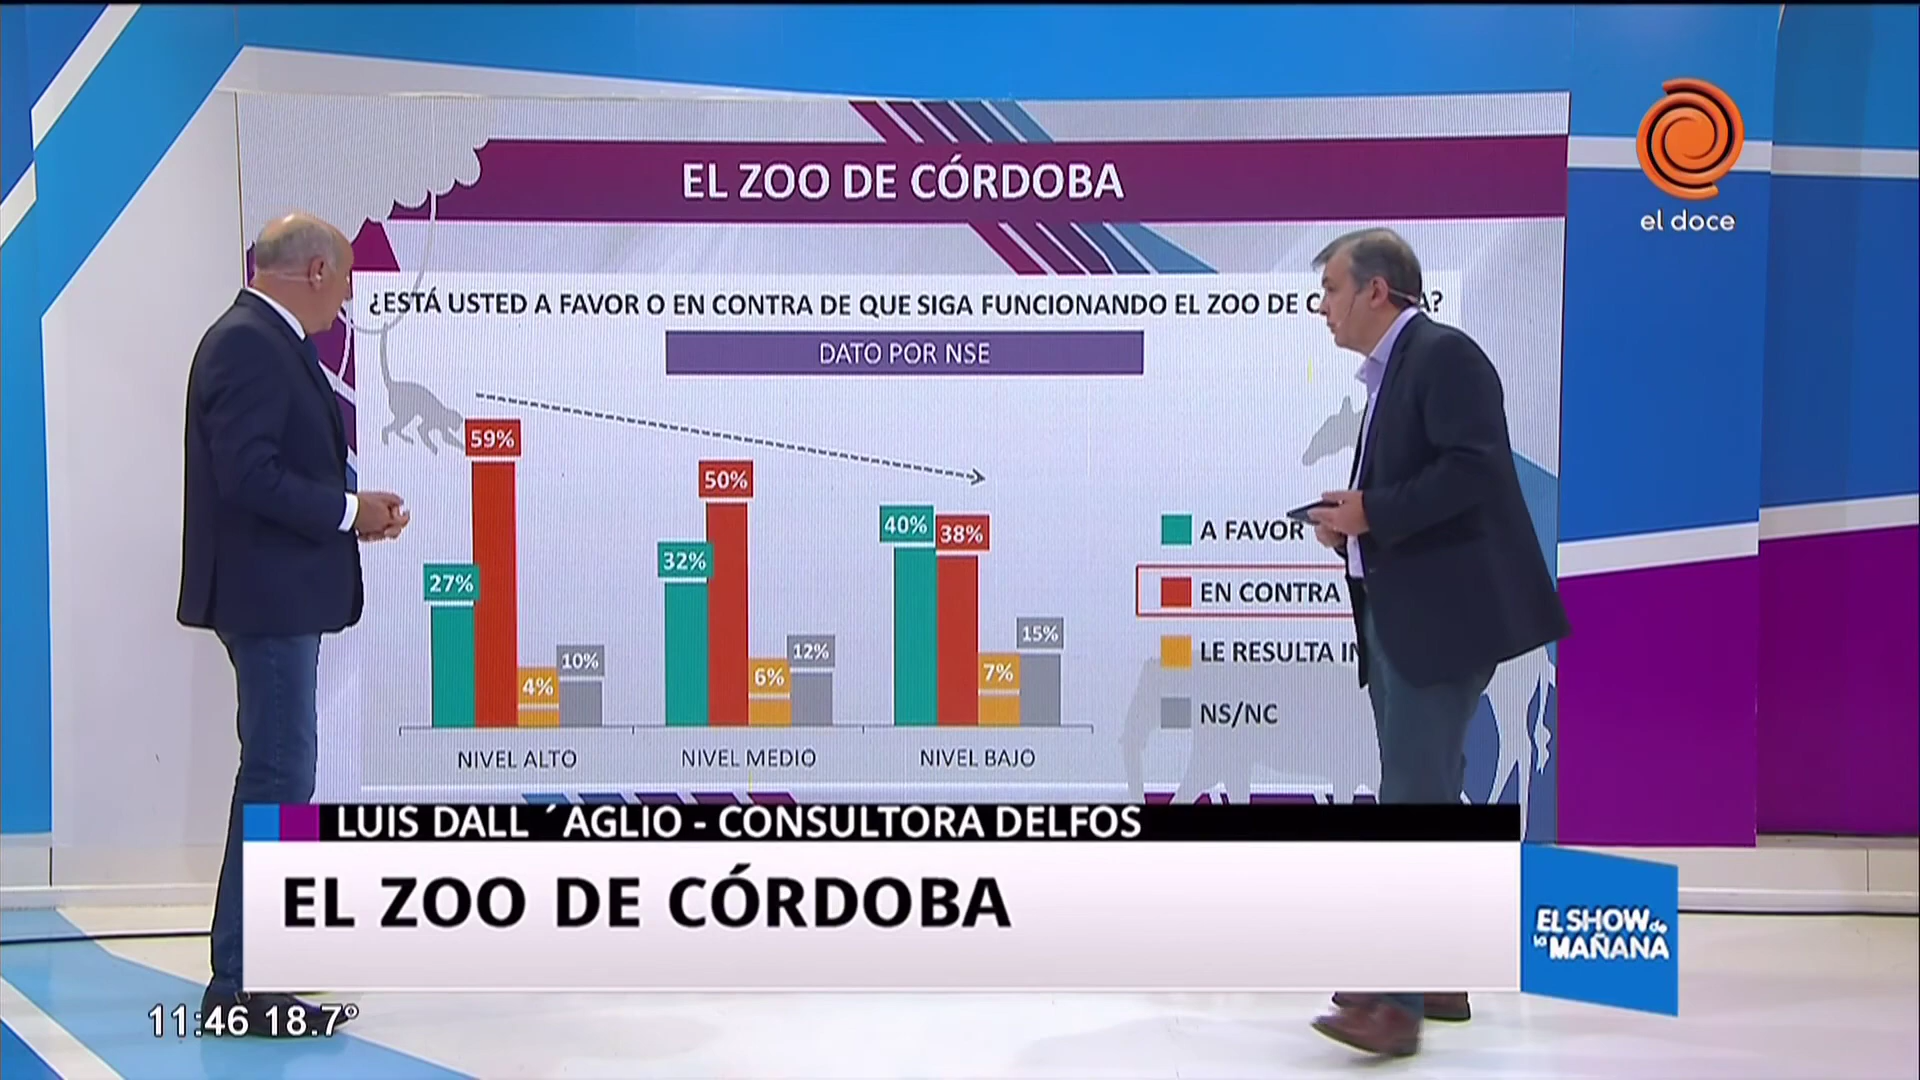 EL ZOO DE CÓRDOBA
el doce
¿ESTÁ USTED A FAVOR O EN CONTRA DE QUE SIGA FUNCIONANDO EL ZOO DE C A?
DATO POR NSE
59%
50%
40%
38%
32%
27%
15%
12%
10%
7%
6%
4%
A FAVOR
EN CONTRA
LE RESULTA IN
NS/NC
NIVEL ALTO
NIVEL MEDIO
NIVEL BAJO
LUIS DALL ´AGLIO - CONSULTORA DELFOS
EL ZOO DE CÓRDOBA
EL SHOW de
la MAÑANA
11:46 18.7°